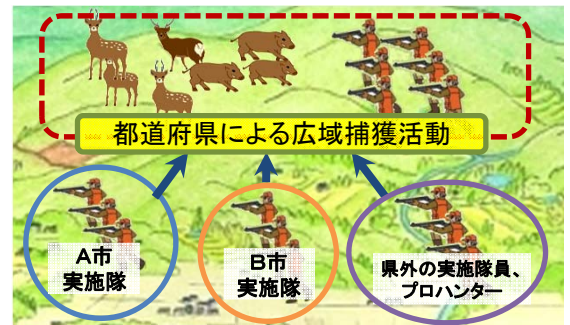 都道府県による広域捕獲活動
A市
実施隊
B市
実施隊
県外の実施隊員、
プロハンター